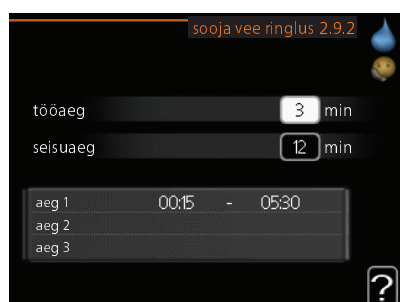 sooja vee ringlus 2.9.2
tööaeg 3 min
seisuaeg 12 min
aeg 1 00:15 - 05:30
aeg 2
aeg 3
?